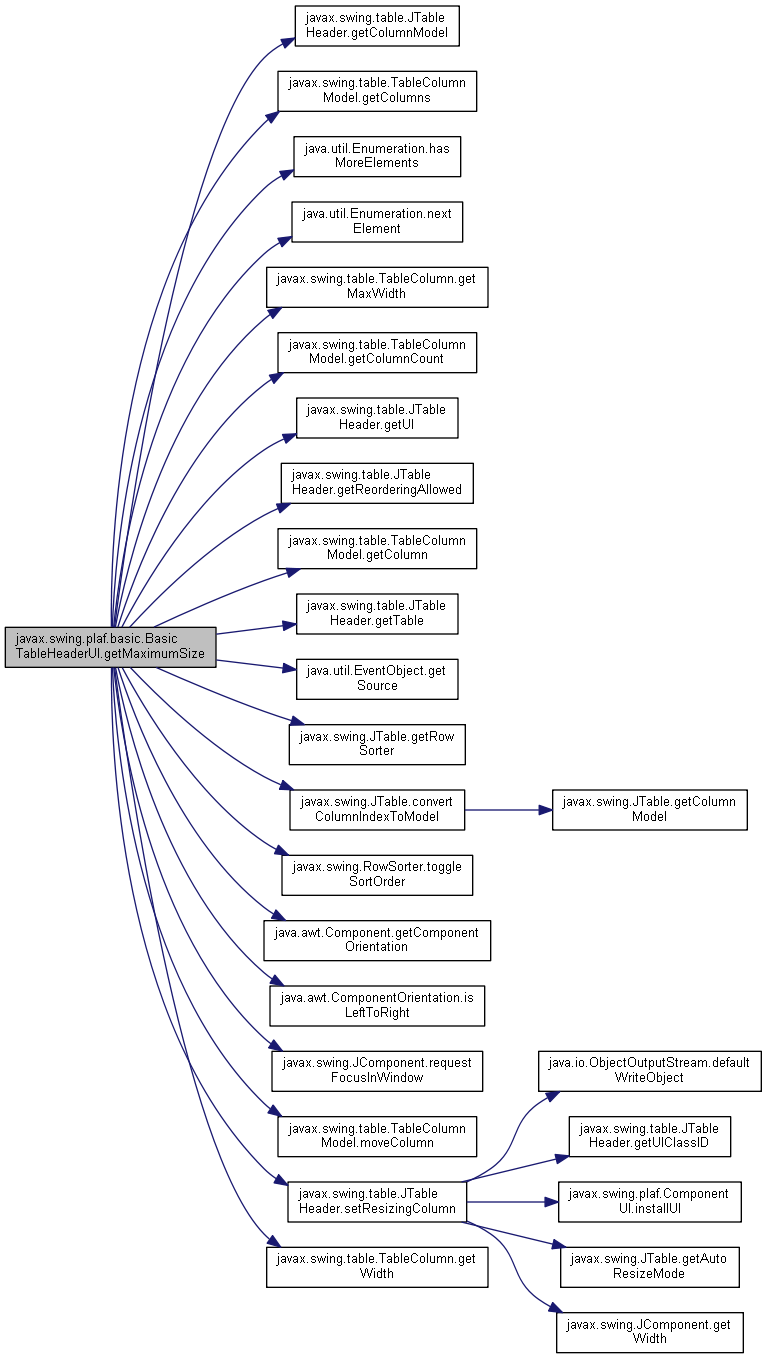 javax.swing.table.JTable
Header.getColumnModel
javax.swing.table.TableColumn
Model.getColumns
java.util.Enumeration.has
MoreElements
java.util.Enumeration.next
Element
javax.swing.table.TableColumn.get
MaxWidth
javax.swing.table.TableColumn
Model.getColumnCount
javax.swing.table.JTable
Header.getUI
javax.swing.table.JTable
Header.getReorderingAllowed
javax.swing.table.TableColumn
Model.getColumn
javax.swing.table.JTable
Header.getTable
javax.swing.plaf.basic.Basic
TableHeaderUI.getMaximumSize
java.util.EventObject.get
Source
javax.swing.JTable.getRow
Sorter
javax.swing.JTable.convert
ColumnIndexToModel
javax.swing.JTable.getColumn
Model
javax.swing.RowSorter.toggle
SortOrder
java.awt.Component.getComponent
Orientation
java.awt.ComponentOrientation.is
LeftToRight
javax.swing.JComponent.request
FocusInWindow
java.io.ObjectOutputStream.default
WriteObject
javax.swing.table.TableColumn
Model.moveColumn
javax.swing.table.JTable
Header.getUIClassID
javax.swing.table.JTable
Header.setResizingColumn
javax.swing.plaf.Component
UI.installUI
javax.swing.table.TableColumn.get
Width
javax.swing.JTable.getAuto
ResizeMode
javax.swing.JComponent.get
Width